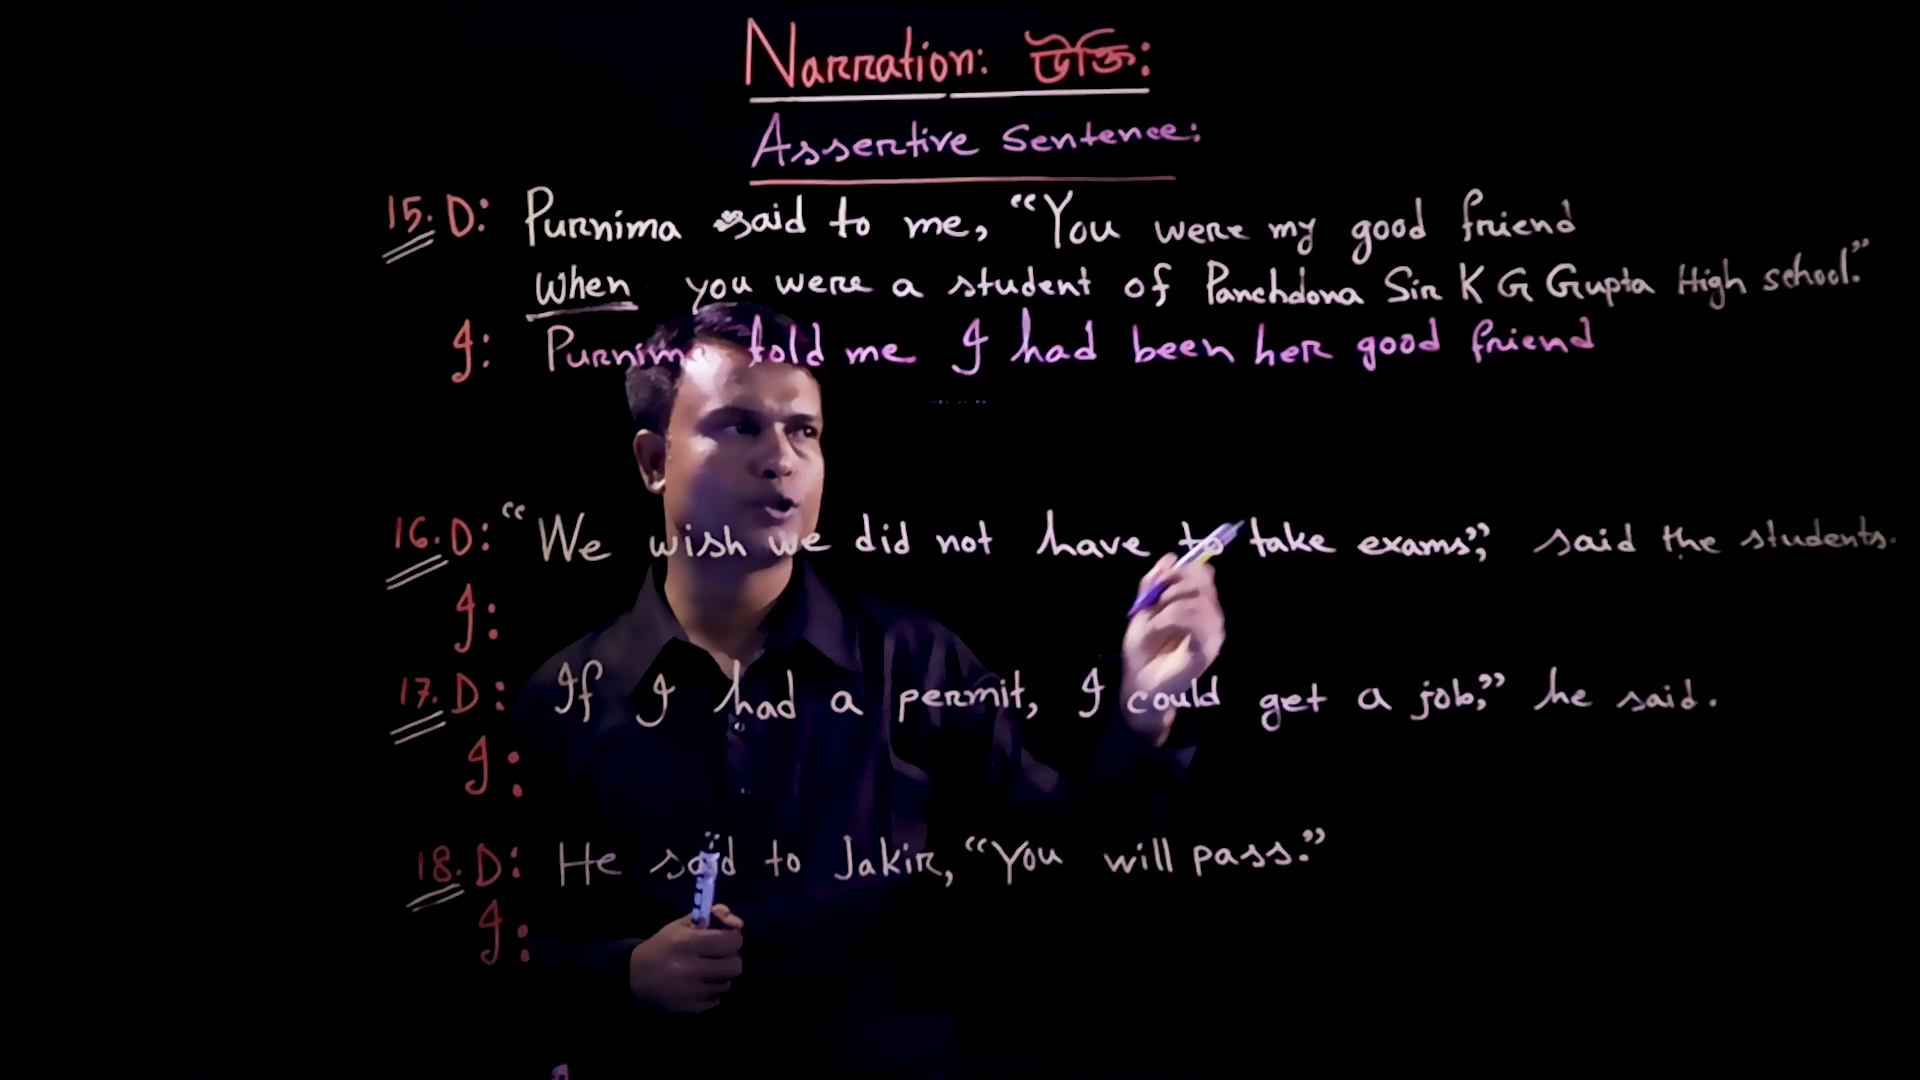 Narration: উক্তি:
Assertive Sentence:
15. D: Purnima said to me, “You were my good friend
when you were a student of Panchdona Sir K G Gupta High school.”
I: Purnima told me I had been her good friend
16. D: “We wish we did not have to take exams”, said the students.
I:
17. D: If I had a permit, I could get a job,” he said.
I:
18. D: He said to Jakir, “You will pass.”
I: